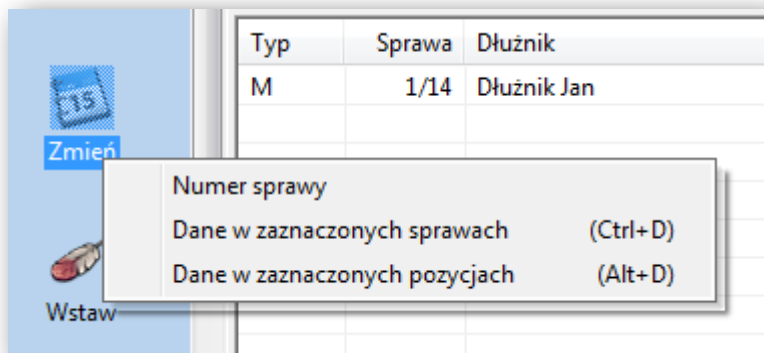 Typ Sprawa Dłużnik
M 1/14 Dłużnik Jan
15
Zmień
Numer sprawy
Dane w zaznaczonych sprawach (Ctrl+D)
Dane w zaznaczonych pozycjach (Alt+D)
Wstaw